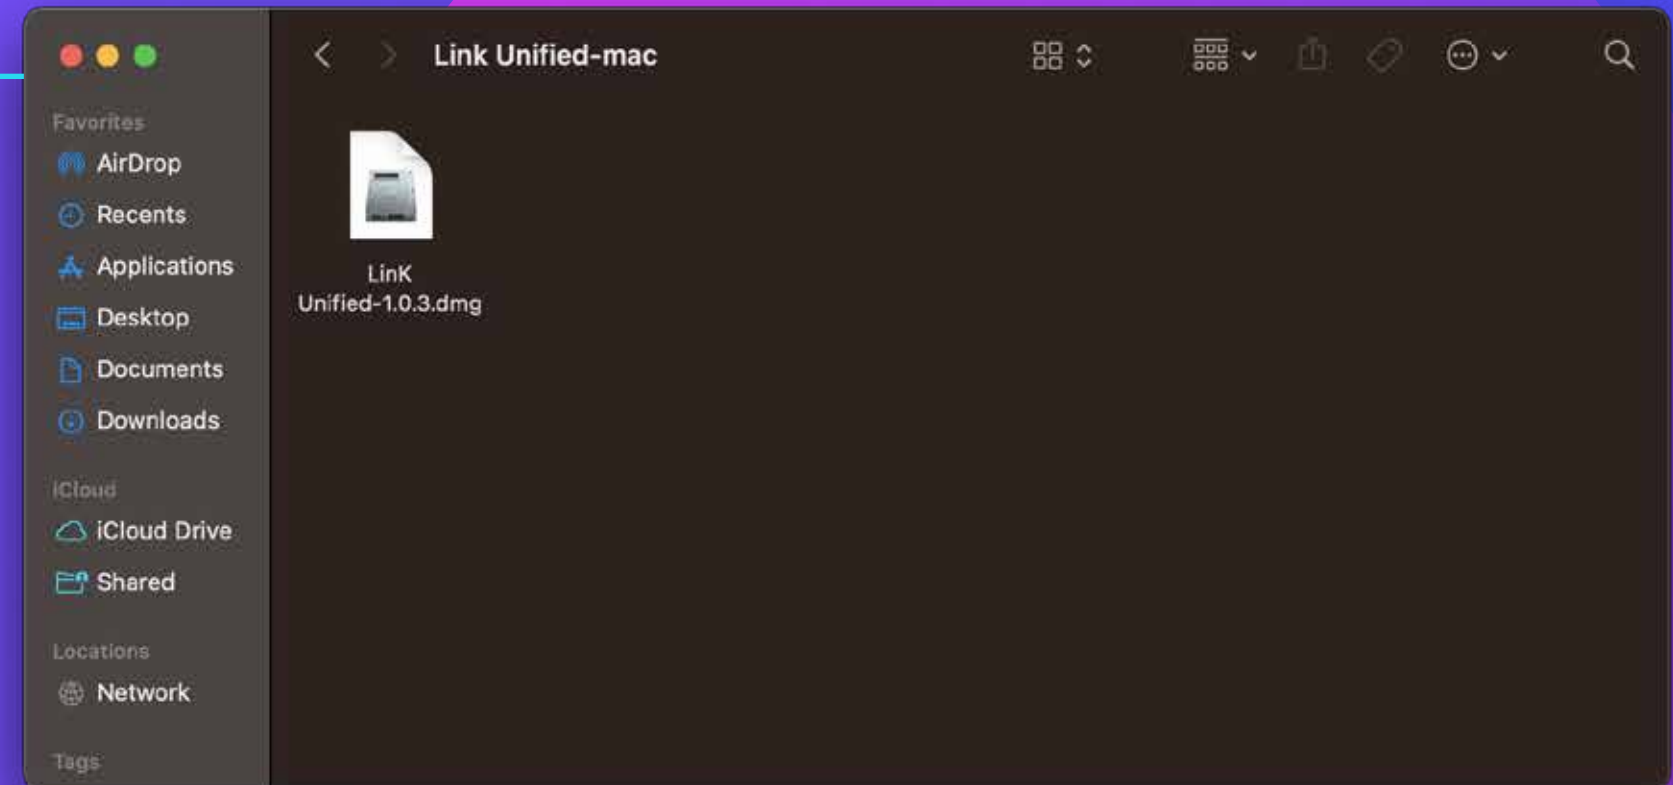 Link Unified-mac
Favorites
AirDrop
Recents
Applications
Desktop
Documents
Downloads
iCloud
iCloud Drive
Shared
Locations
Network
Tags
LinK
Unified-1.0.3.dmg